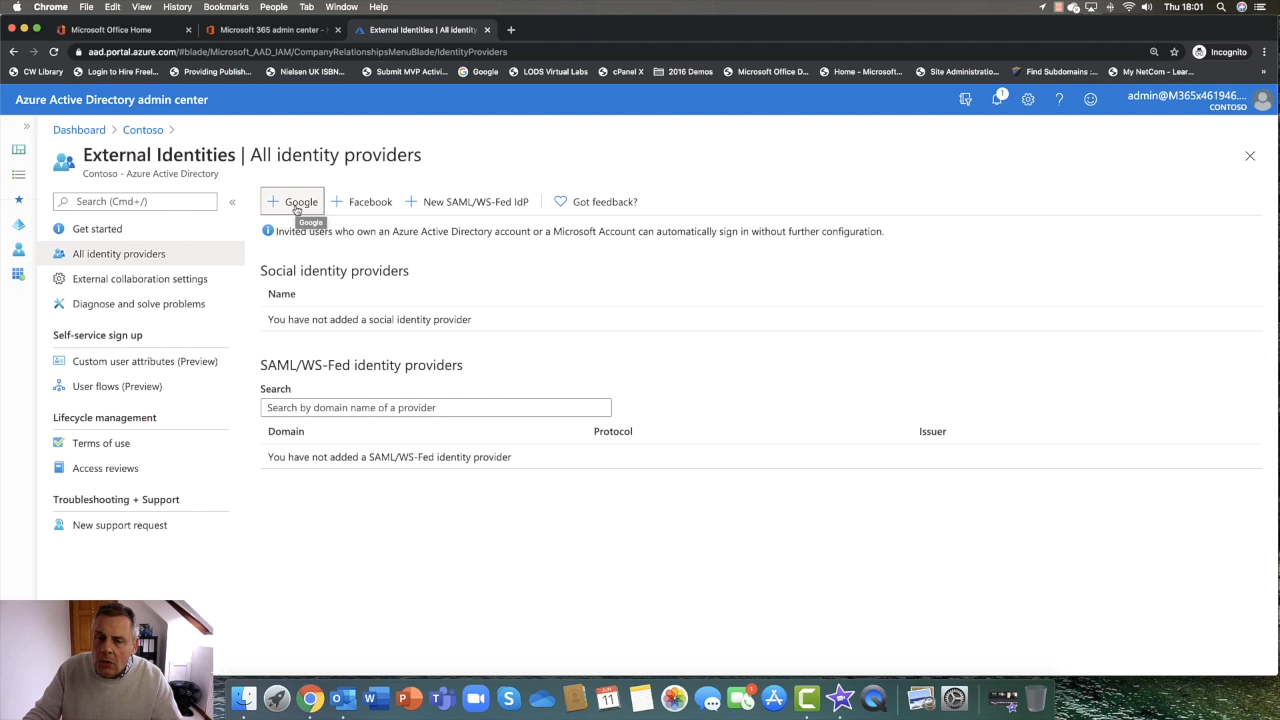 Chrome File Edit View History Bookmarks People Tab Window Help Thu 18:01
Microsoft Office Home
Microsoft 365 admin center -
External Identities | All identity
aad.portal.azure.com/#blade/Microsoft_AAD_IAM/CompanyRelationshipsMenuBlade/IdentityProviders
Incognito
CW Library Login to Hire Freel... Providing Publish... Nielsen UK ISBN... Submit MVP Activi... Google LODS Virtual Labs cPanel X 2016 Demos Microsoft Office D... Home - Microsoft... Site Administratio... Find Subdomains :... My NetCom - Lear... »
Azure Active Directory admin center
1
admin@M365x461946....
CONTOSO
Dashboard > Contoso >
External Identities | All identity providers
Contoso - Azure Active Directory
Search (Cmd+/)
Google
Facebook
New SAML/WS-Fed IdP
Got feedback?
Google
Invited users who own an Azure Active Directory account or a Microsoft Account can automatically sign in without further configuration.
Get started
All identity providers
External collaboration settings
Diagnose and solve problems
Self-service sign up
Custom user attributes (Preview)
User flows (Preview)
Lifecycle management
Terms of use
Access reviews
Troubleshooting + Support
New support request
Social identity providers
Name
You have not added a social identity provider
SAML/WS-Fed identity providers
Search
Search by domain name of a provider
Domain Protocol Issuer
You have not added a SAML/WS-Fed identity provider
11
1